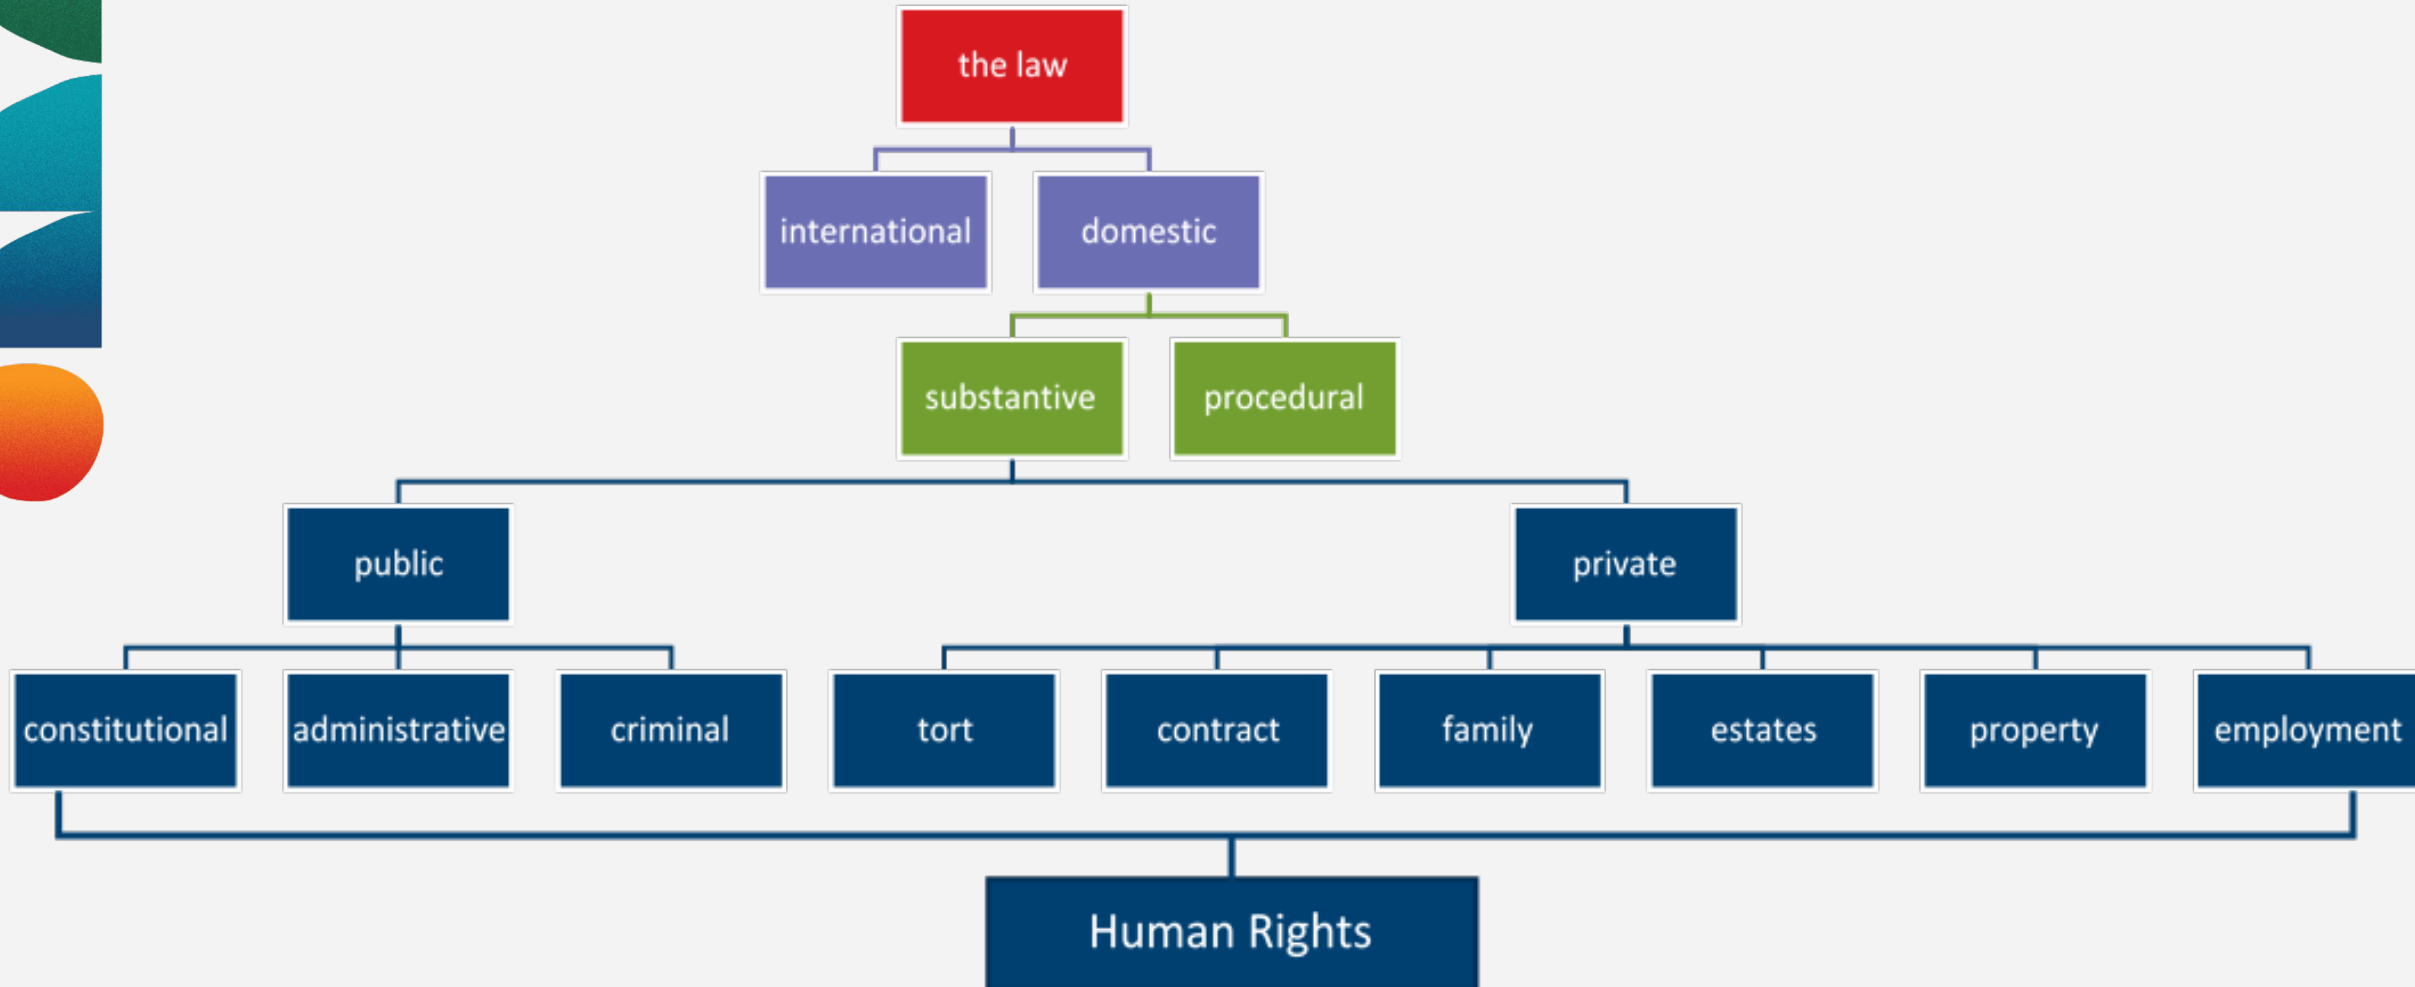 the law
international
domestic
substantive
procedural
public
private
constitutional
administrative
criminal
tort
contract
family
estates
property
employment
Human Rights